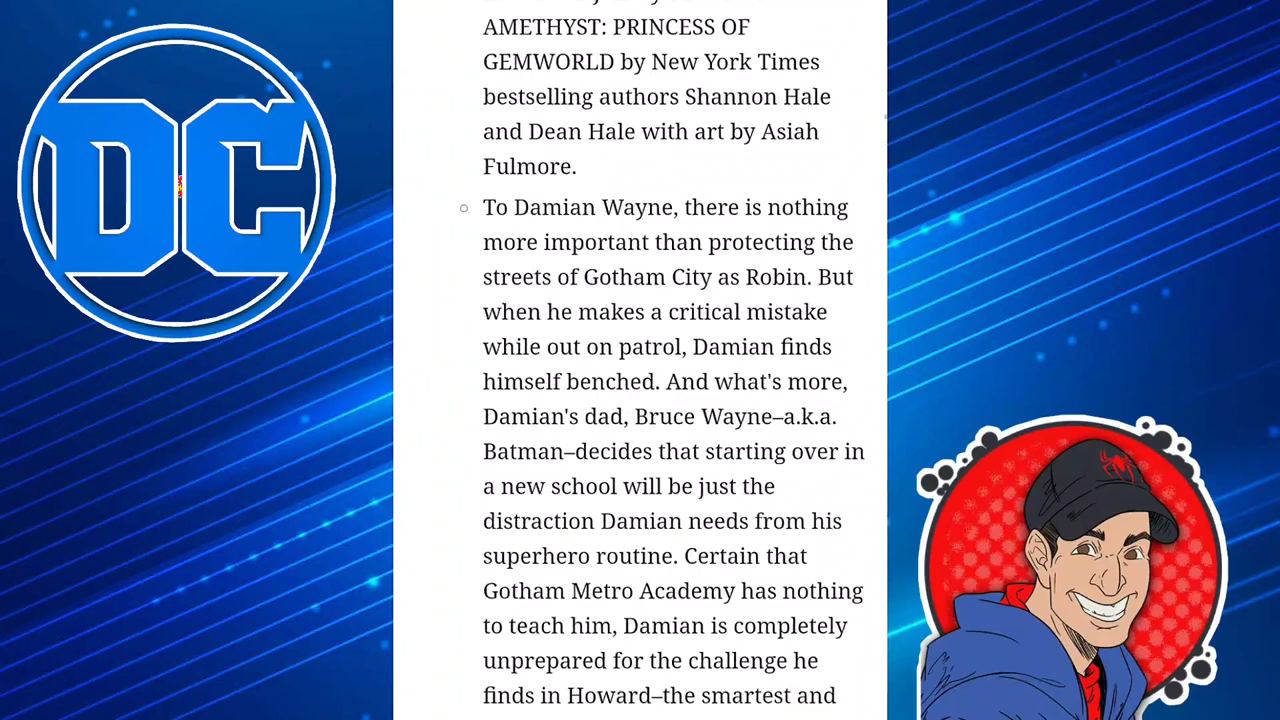 DC
AMETHYST: PRINCESS OF
GEMWORLD by New York Times
bestselling authors Shannon Hale
and Dean Hale with art by Asiah
Fulmore.
To Damian Wayne, there is nothing
more important than protecting the
streets of Gotham City as Robin. But
when he makes a critical mistake
while out on patrol, Damian finds
himself benched. And what's more,
Damian's dad, Bruce Wayne–a.k.a.
Batman–decides that starting over in
a new school will be just the
distraction Damian needs from his
superhero routine. Certain that
Gotham Metro Academy has nothing
to teach him, Damian is completely
unprepared for the challenge he
finds in Howard–the smartest and